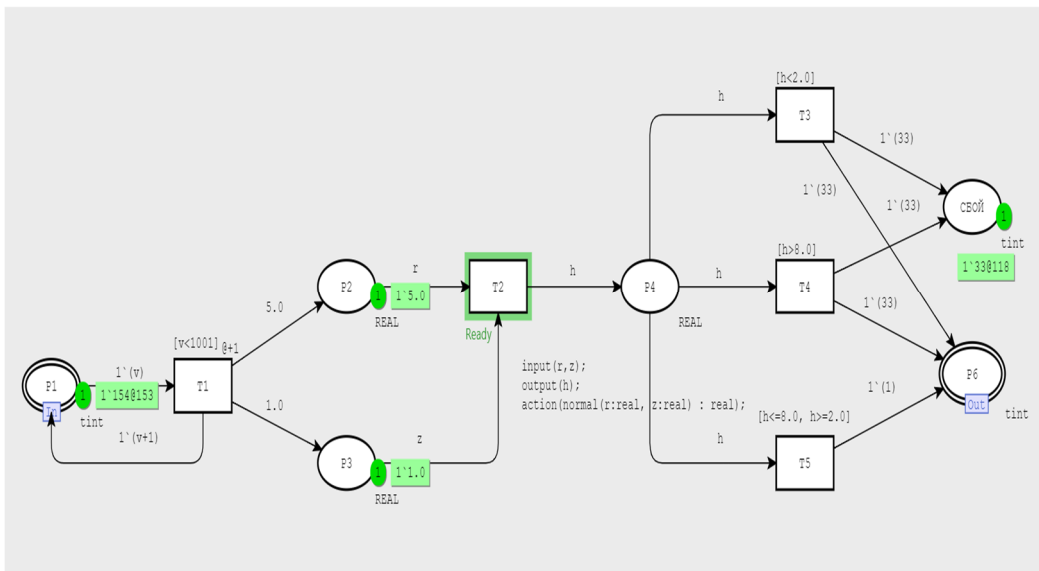 [h<2.0]
h
T3
1`(33)
1`(33)
1`(33)
СБОЙ
1
tint
1`33@118
[h>8.0]
r
h
h
P2
1
1`5.0
T2
P4
T4
REAL
REAL
5.0
Ready
1`(33)
[v<1001]
@+1
1`(v)
P1
1
1`154@153
T1
In
tint
1`(v+1)
input(r,z);
output(h);
action(normal(r:real, z:real) : real);
1`(1)
P6
Out
tint
1.0
[h<=8.0, h>=2.0]
z
h
P3
1
1`1.0
T5
REAL